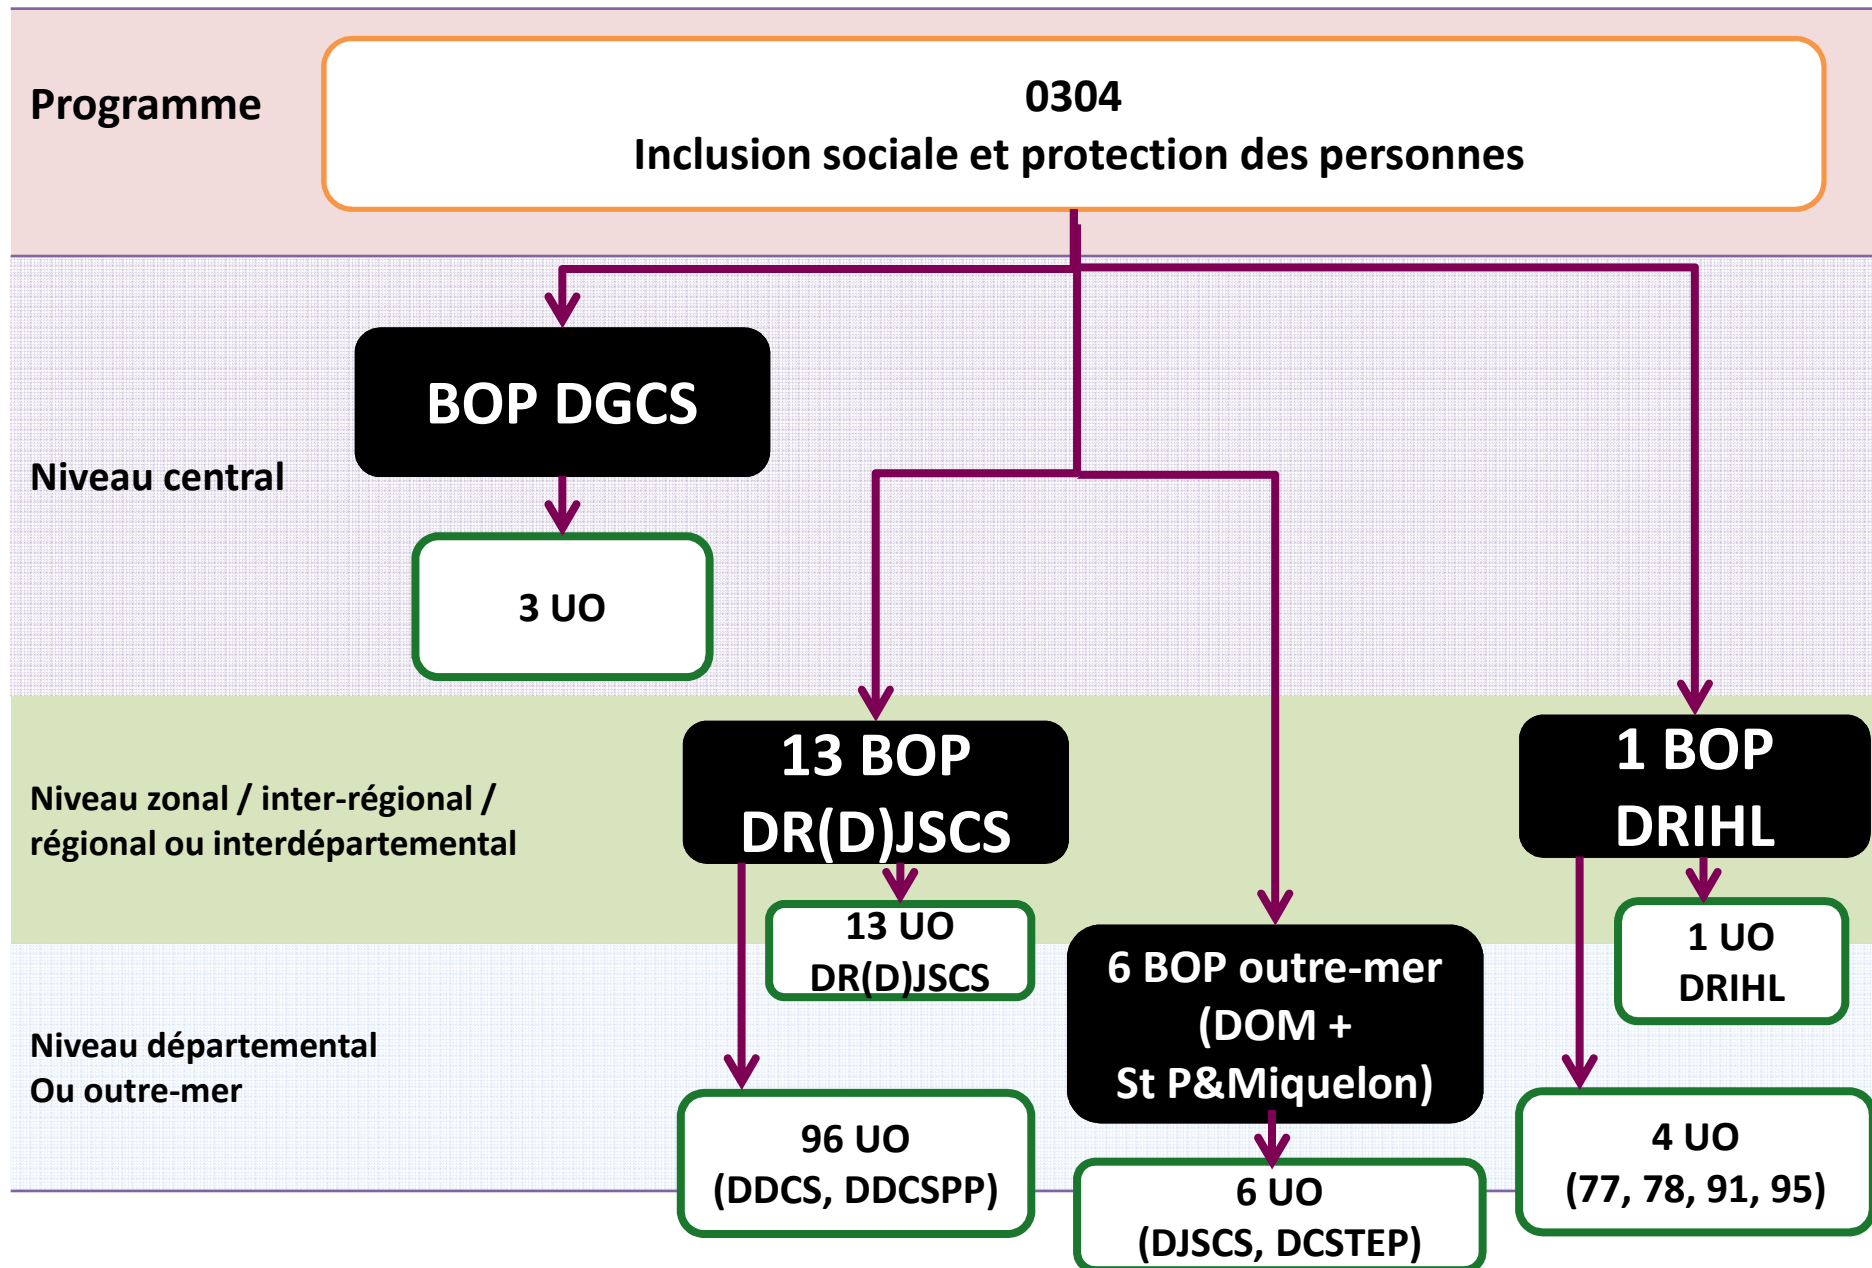 Programme
0304
Inclusion sociale et protection des personnes
BOP DGCS
Niveau central
3 UO
13 BOP
DR(D)JSCS
1 BOP
DRIHL
Niveau zonal / inter-régional /
régional ou interdépartemental
13 UO
DR(D)JSCS
6 BOP outre-mer
(DOM +
St P&Miquelon)
1 UO
DRIHL
Niveau départemental
Ou outre-mer
96 UO
(DDCS, DDCSPP)
6 UO
(DJSCS, DCSTEP)
4 UO
(77, 78, 91, 95)